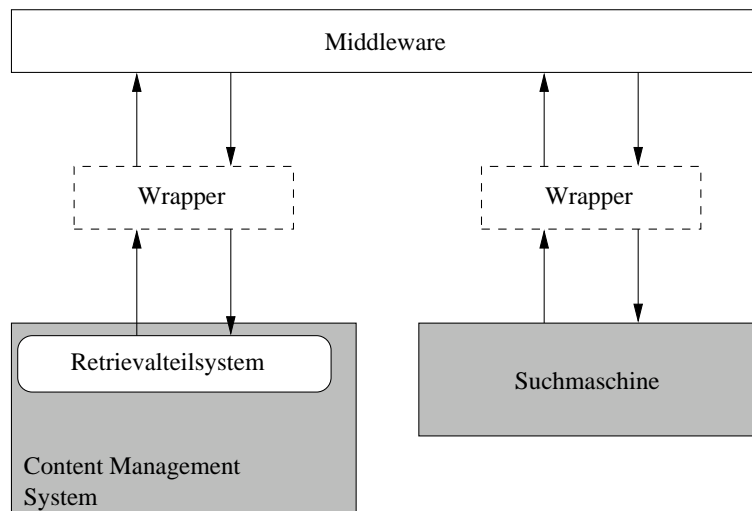 Middleware
Wrapper
Wrapper
Retrievalteilsystem
Suchmaschine
Content Management
System